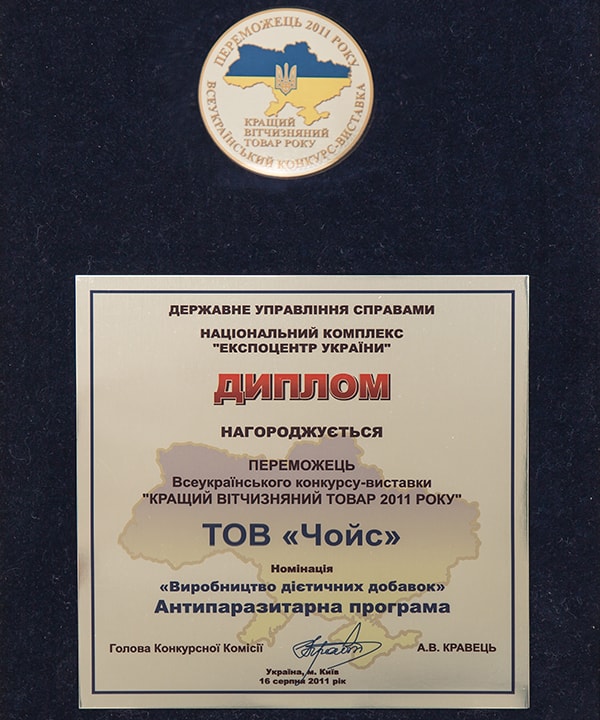 ПЕРЕМОЖЕЦЬ 2011 РОКУ
ВСЕУКРАЇНСЬКИЙ КОНКУРС-ВИСТАВКА
КРАЩИЙ
ВІТЧИЗНЯНИЙ
ТОВАР РОКУ
ДЕРЖАВНЕ УПРАВЛІННЯ СПРАВАМИ
НАЦІОНАЛЬНИЙ КОМПЛЕКС
"ЕКСПОЦЕНТР УКРАЇНИ"
ДИПЛОМ
НАГОРОДЖУЄТЬСЯ
ПЕРЕМОЖЕЦЬ
Всеукраїнського конкурсу-виставки
"КРАЩИЙ ВІТЧИЗНЯНИЙ ТОВАР 2011 РОКУ"
ТОВ «Чойс»
Номінація
«Виробництво дієтичних добавок»
Антипаразитарна програма
Голова Конкурсної Комісії А.В. КРАВЕЦЬ
Україна, м. Київ
16 серпня 2011 рік